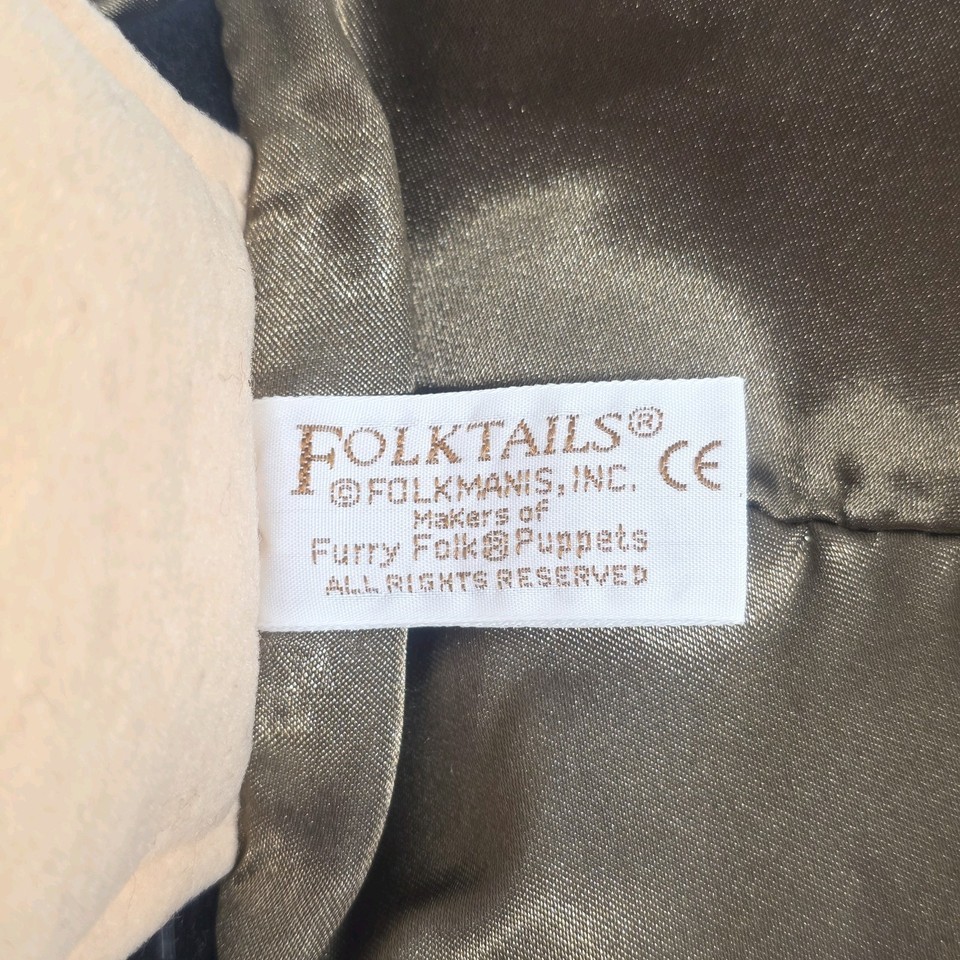 FOLKTAILS® CE
©FOLKMANIS, INC.
Makers of
Furry Folk®Puppets
ALL RIGHTS RESERVED